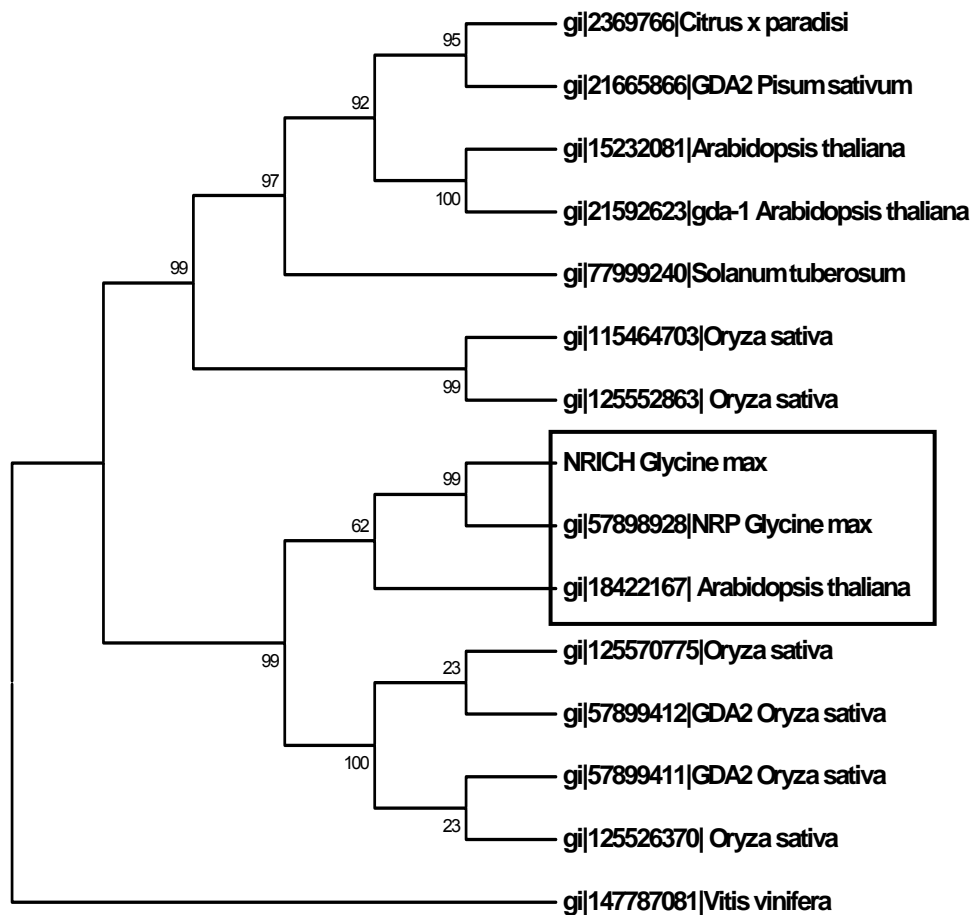 gi|2369766|Citrus x paradisi
95
gi|21665866|GDA2 Pisum sativum
92
gi|15232081|Arabidopsis thaliana
97
100
gi|21592623|gda-1 Arabidopsis thaliana
99
gi|77999240|Solanum tuberosum
gi|115464703|Oryza sativa
99
gi|125552863| Oryza sativa
NRICH Glycine max
99
62
gi|57898928|NRP Glycine max
gi|18422167| Arabidopsis thaliana
99
gi|125570775|Oryza sativa
23
gi|57899412|GDA2 Oryza sativa
100
gi|57899411|GDA2 Oryza sativa
23
gi|125526370| Oryza sativa
gi|147787081|Vitis vinifera